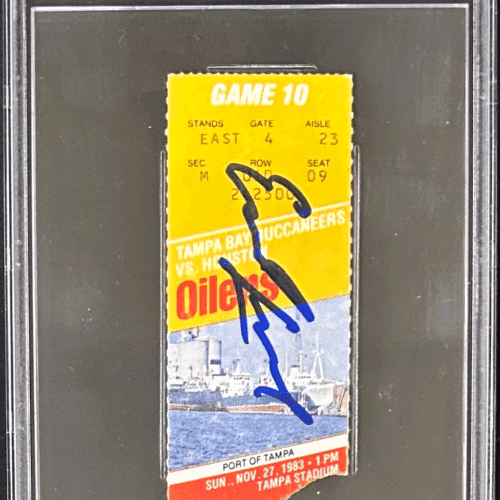 GAME 10
STANDS GATE AISLE
EAST 4 23
SEC ROW SEAT
M 09
TAMPA BAY BUCCANEERS
VS. HOUSTON
Oilers
PORT OF TAMPA
SUN., NOV. 27, 1983 • 1 PM
TAMPA STADIUM